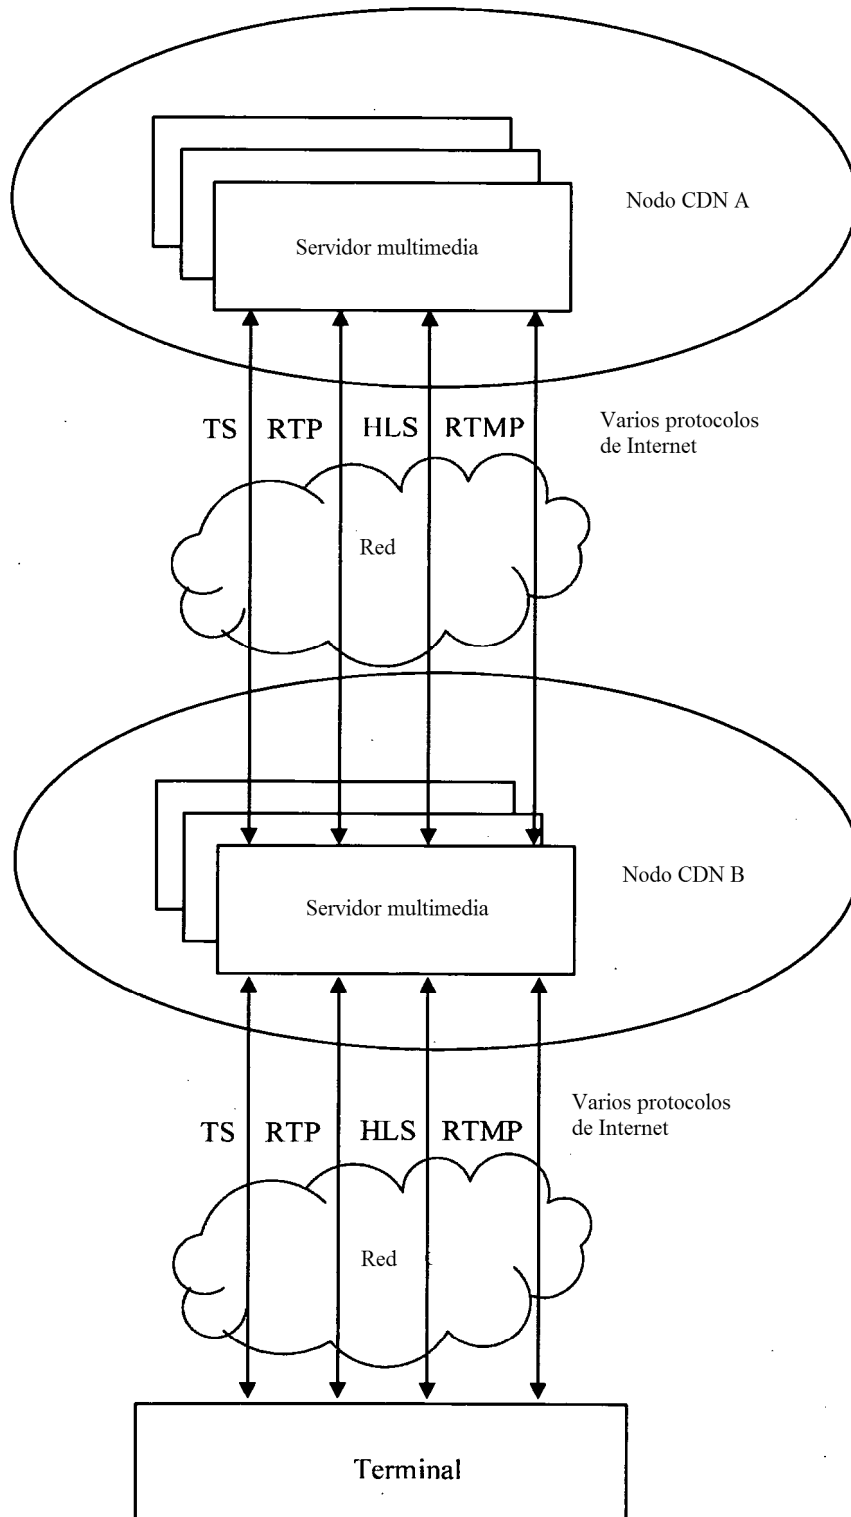 Nodo CDN A
Servidor multimedia
TS RTP HLS RTMP
Varios protocolos
de Internet
Red
Nodo CDN B
Servidor multimedia
TS RTP HLS RTMP
Varios protocolos
de Internet
Red
Terminal